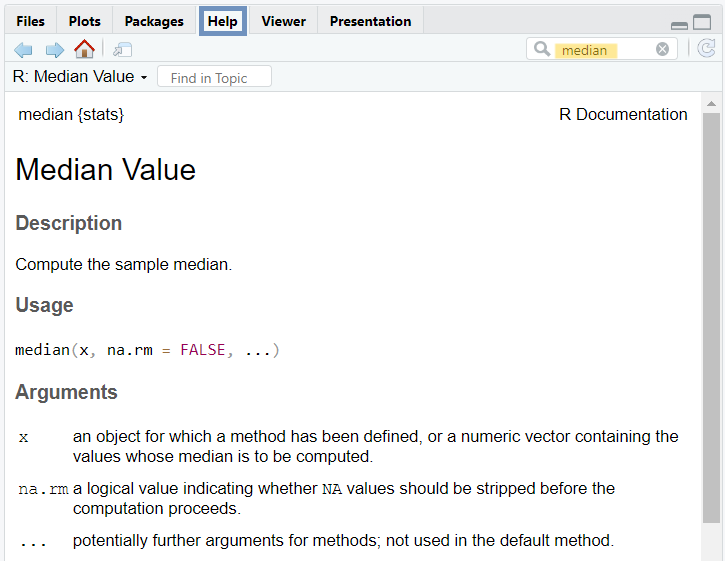 Files Plots Packages Help Viewer Presentation
median
R: Median Value Find in Topic
median {stats} R Documentation
Median Value
Description
Compute the sample median.
Usage
median(x, na.rm = FALSE, ...)
Arguments
x an object for which a method has been defined, or a numeric vector containing the
values whose median is to be computed.
na.rm a logical value indicating whether NA values should be stripped before the
computation proceeds.
... potentially further arguments for methods; not used in the default method.